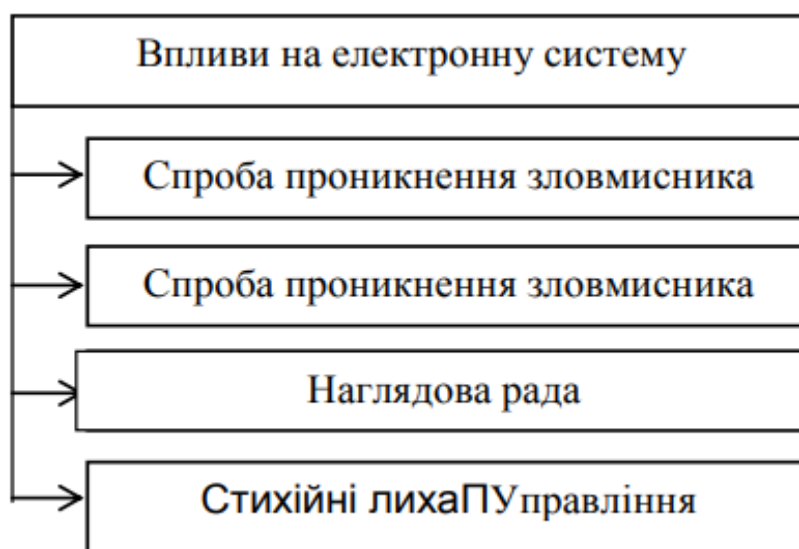 Впливи на електронну систему
Спроба проникнення зловмисника
Спроба проникнення зловмисника
Наглядова рада
Стихійні лихаПУправління